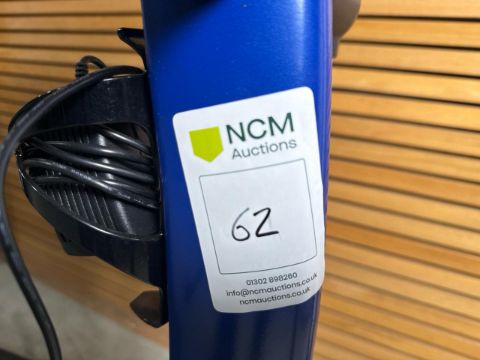 NCM
Auctions
62
01302 898260
info@ncmauctions.co.uk
ncmauctions.co.uk